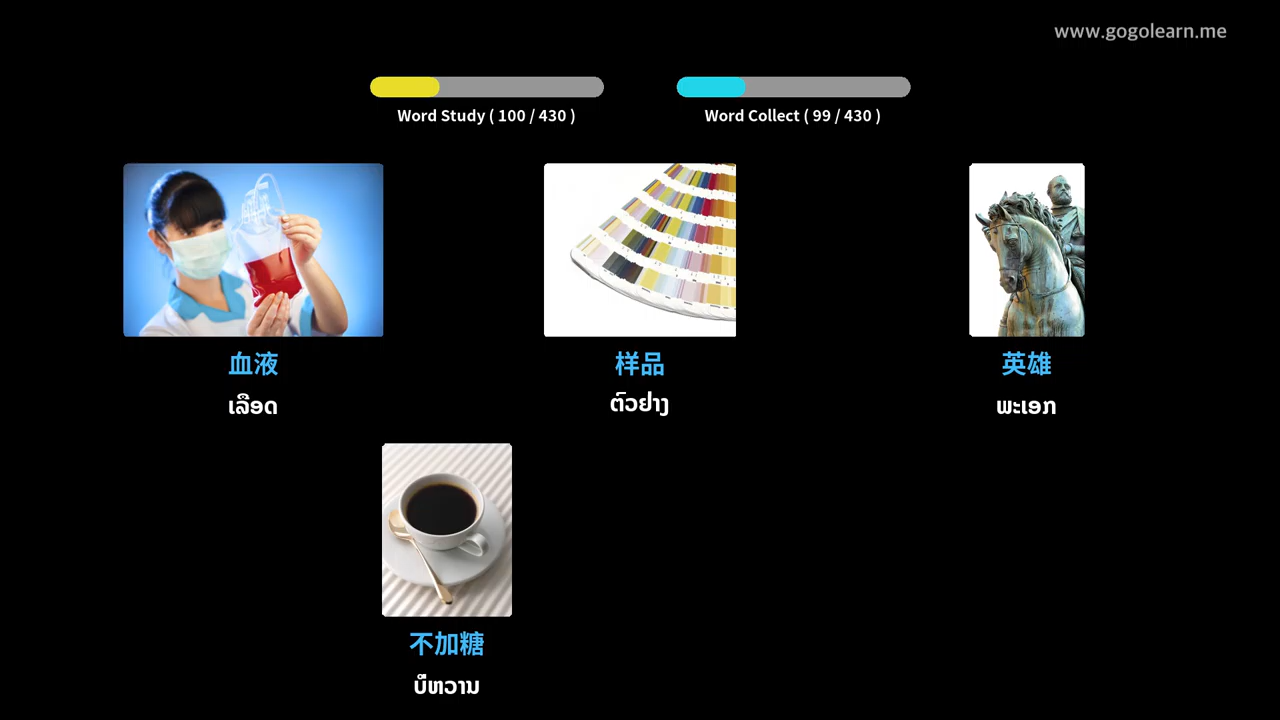 www.gogolearn.me
Word Study ( 100 / 430 )
Word Collect ( 99 / 430 )
血液
样品
英雄
ເລືອດ
ຕົວຢ່າງ
ພະເອກ
不加糖
ບໍ່ຫວານ